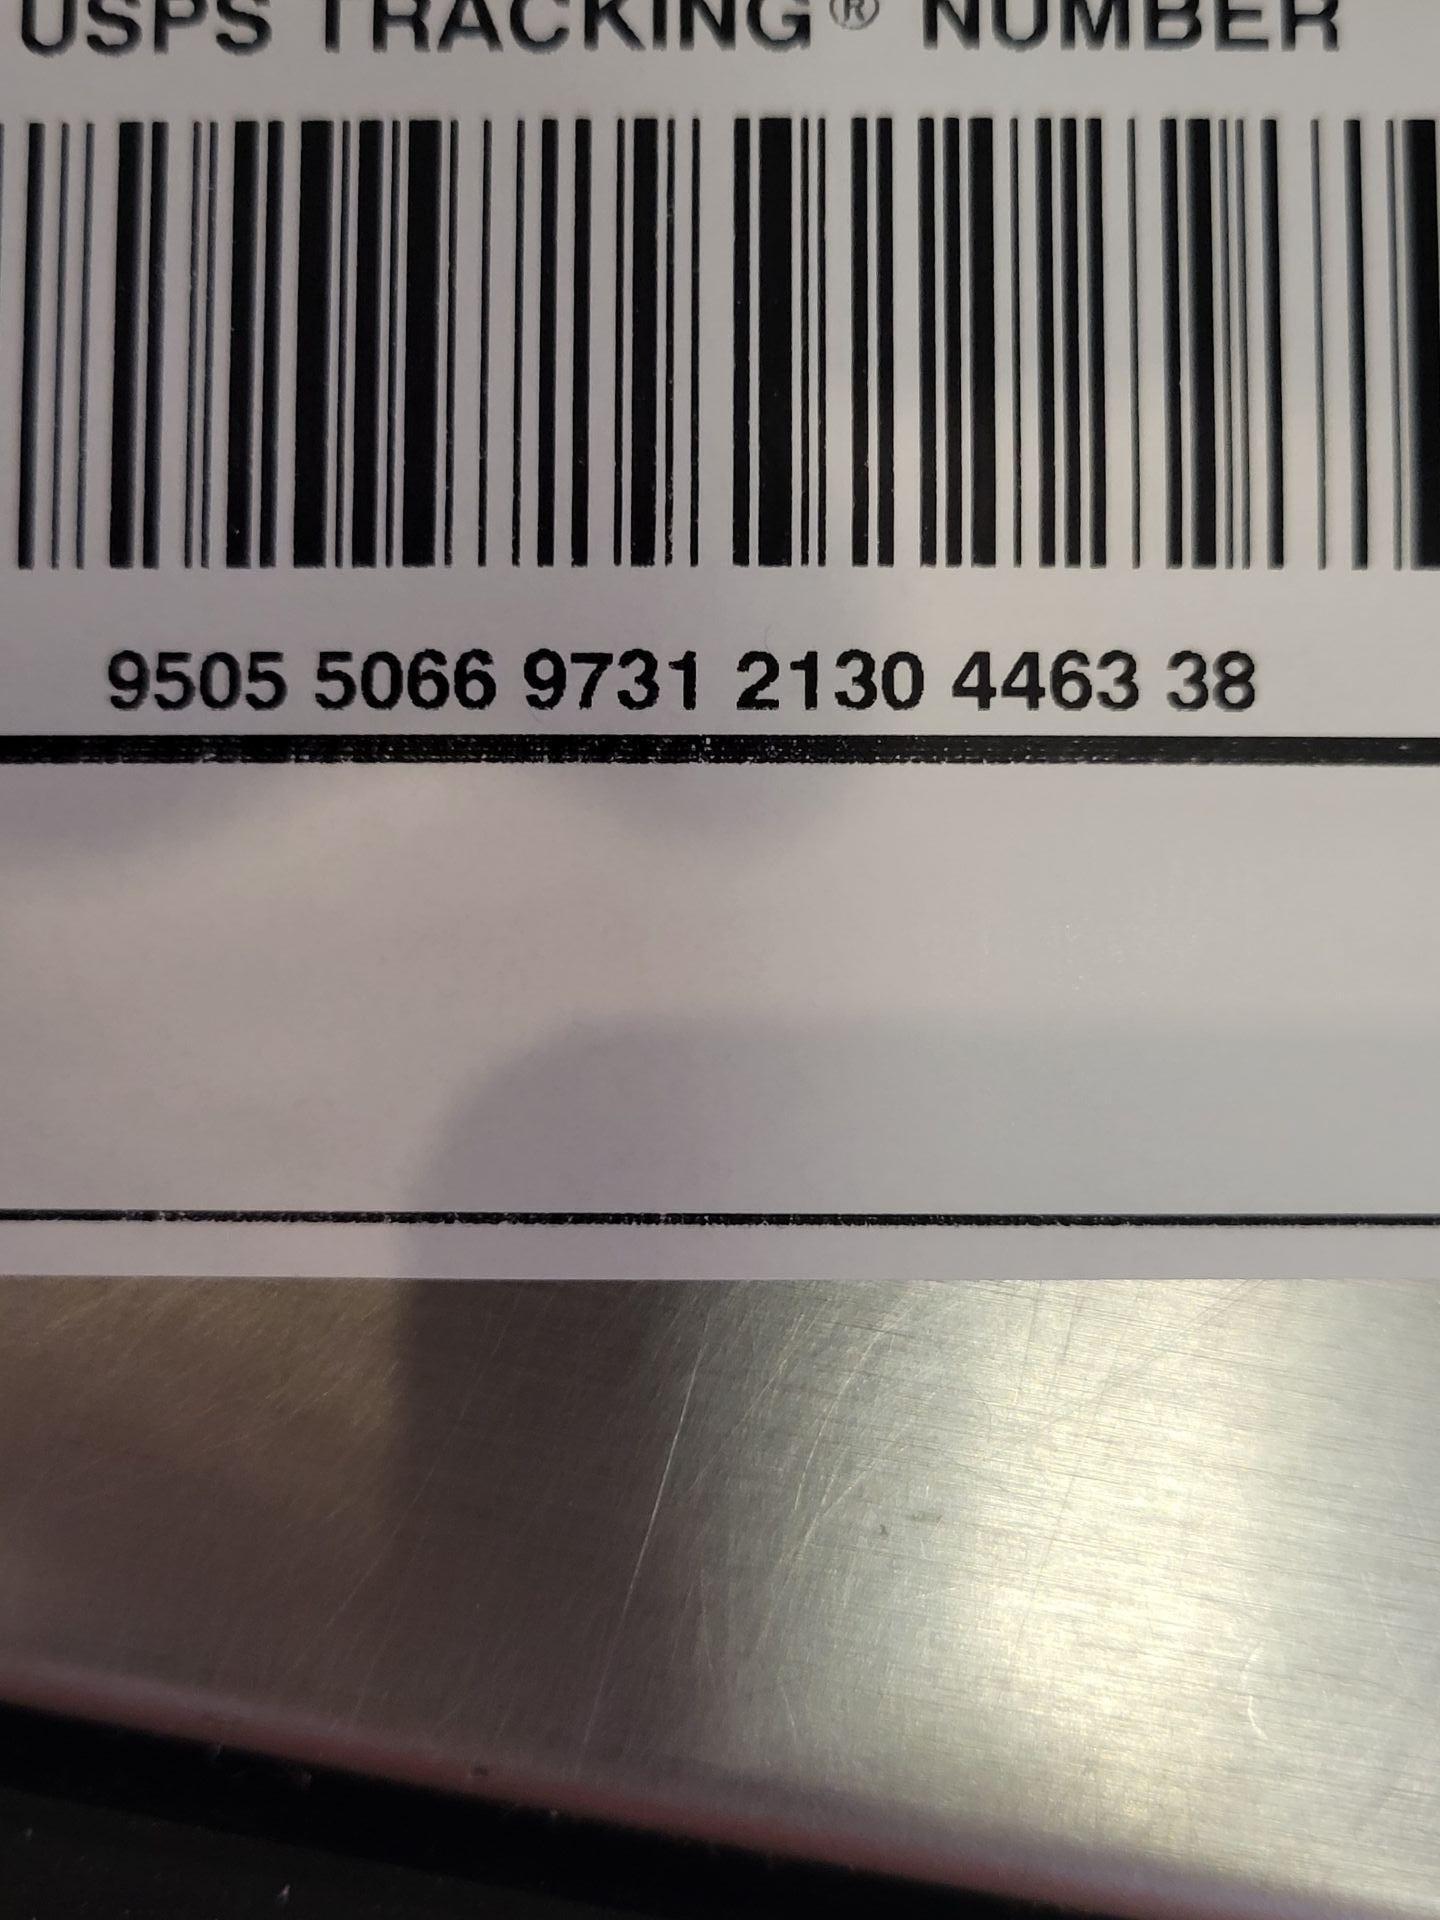 USPS TRACKING® NUMBER
9505 5066 9731 2130 4463 38